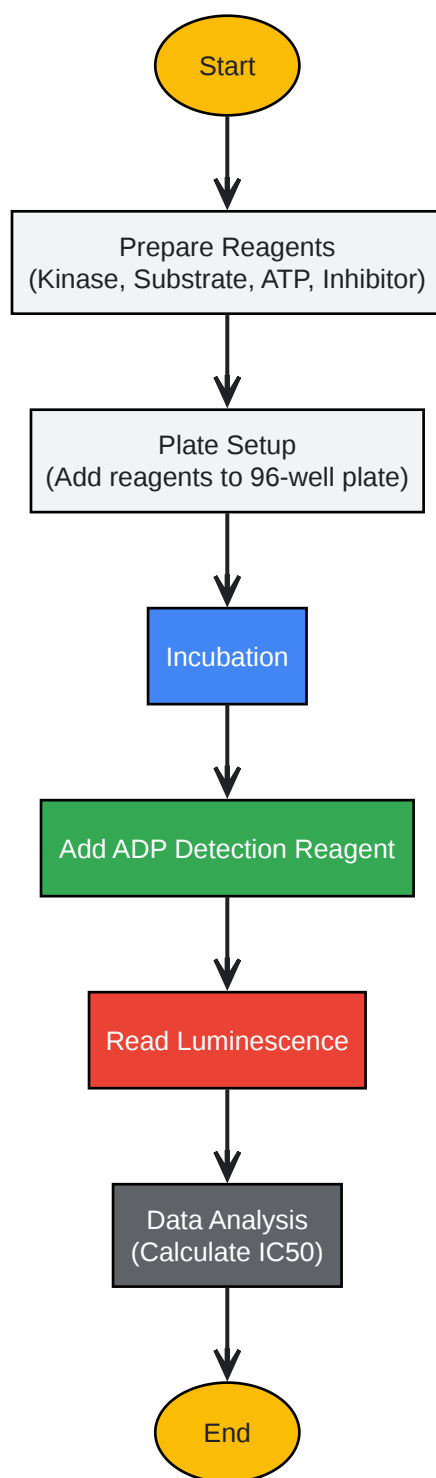 Start
Prepare Reagents
(Kinase, Substrate, ATP, Inhibitor)
Plate Setup
(Add reagents to 96-well plate)
Incubation
Add ADP Detection Reagent
Read Luminescence
Data Analysis
(Calculate IC50)
End